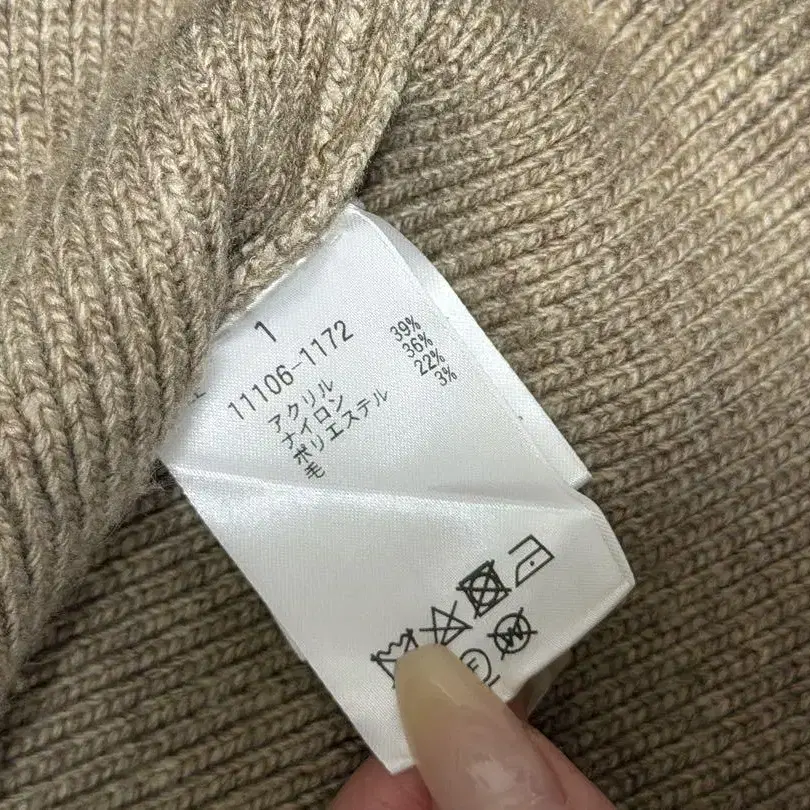 1
11106-1172
アクリル 39%
ナイロン 36%
ポリエステル 22%
毛 3%
F W